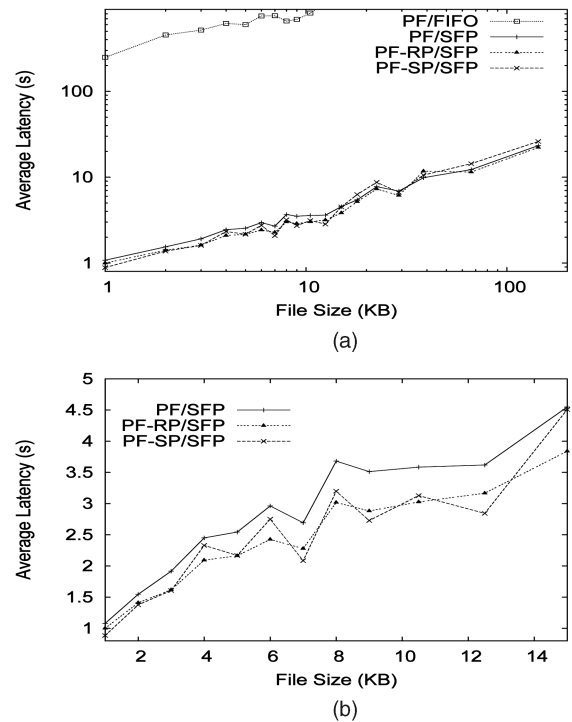 PF/FIFO
PF/SFP
PF-RP/SFP
PF-SP/SFP
Average Latency (s)
100
10
1
1
10
100
File Size (KB)
(a)
5
4.5
4
3.5
3
2.5
2
1.5
1
PF/SFP
PF-RP/SFP
PF-SP/SFP
Average Latency (s)
2
4
6
8
10
12
14
File Size (KB)
(b)